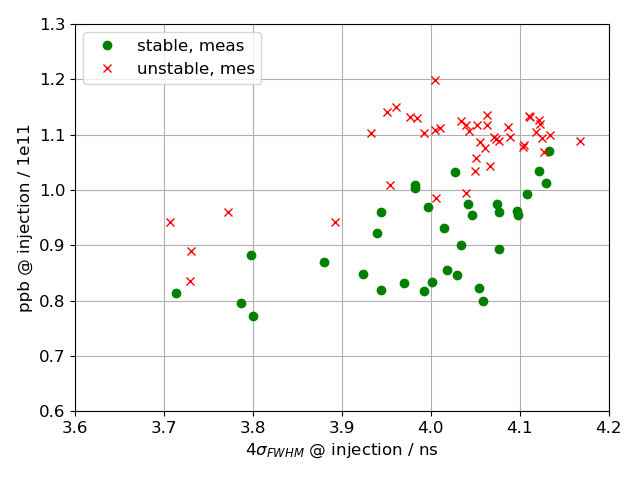 1.3
1.2
1.1
1.0
0.9
0.8
0.7
0.6
ppb @ injection / 1e11
stable, meas
unstable, mes
3.6 3.7 3.8 3.9 4.0 4.1 4.2
4σFWHM @ injection / ns